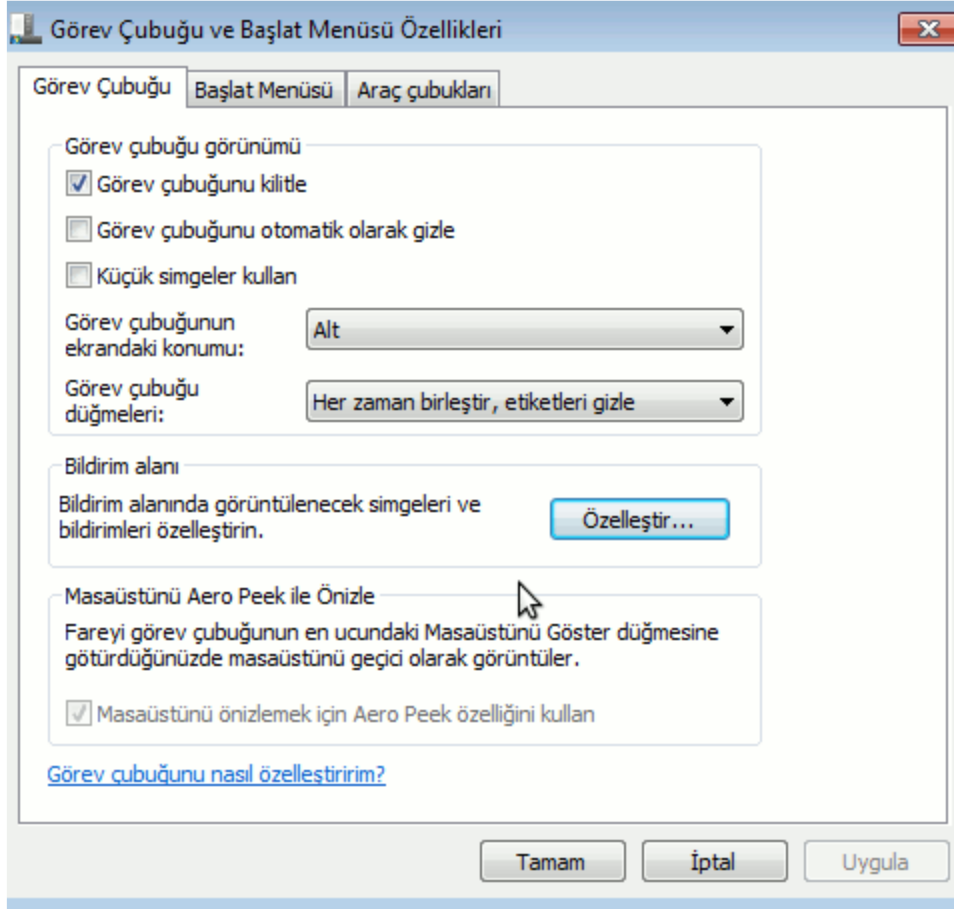 Görev Çubuğu ve Başlat Menüsü Özellikleri
Görev Çubuğu
Başlat Menüsü
Araç çubukları
Görev çubuğu görünümü
Görev çubuğunu kilitle
Görev çubuğunu otomatik olarak gizle
Küçük simgeler kullan
Görev çubuğunun
ekrandaki konumu:
Alt
Görev çubuğu
düğmeleri:
Her zaman birleştir, etiketleri gizle
Bildirim alanı
Bildirim alanında görüntülenecek simgeleri ve
bildirimleri özelleştirin.
Özelleştir...
Masaüstünü Aero Peek ile Önizle
Fareyi görev çubuğunun en ucundaki Masaüstünü Göster düğmesine
götürdüğünüzde masaüstünü geçici olarak görüntüler.
Masaüstünü önizlemek için Aero Peek özelliğini kullan
Görev çubuğunu nasıl özelleştiririm?
Tamam
İptal
Uygula